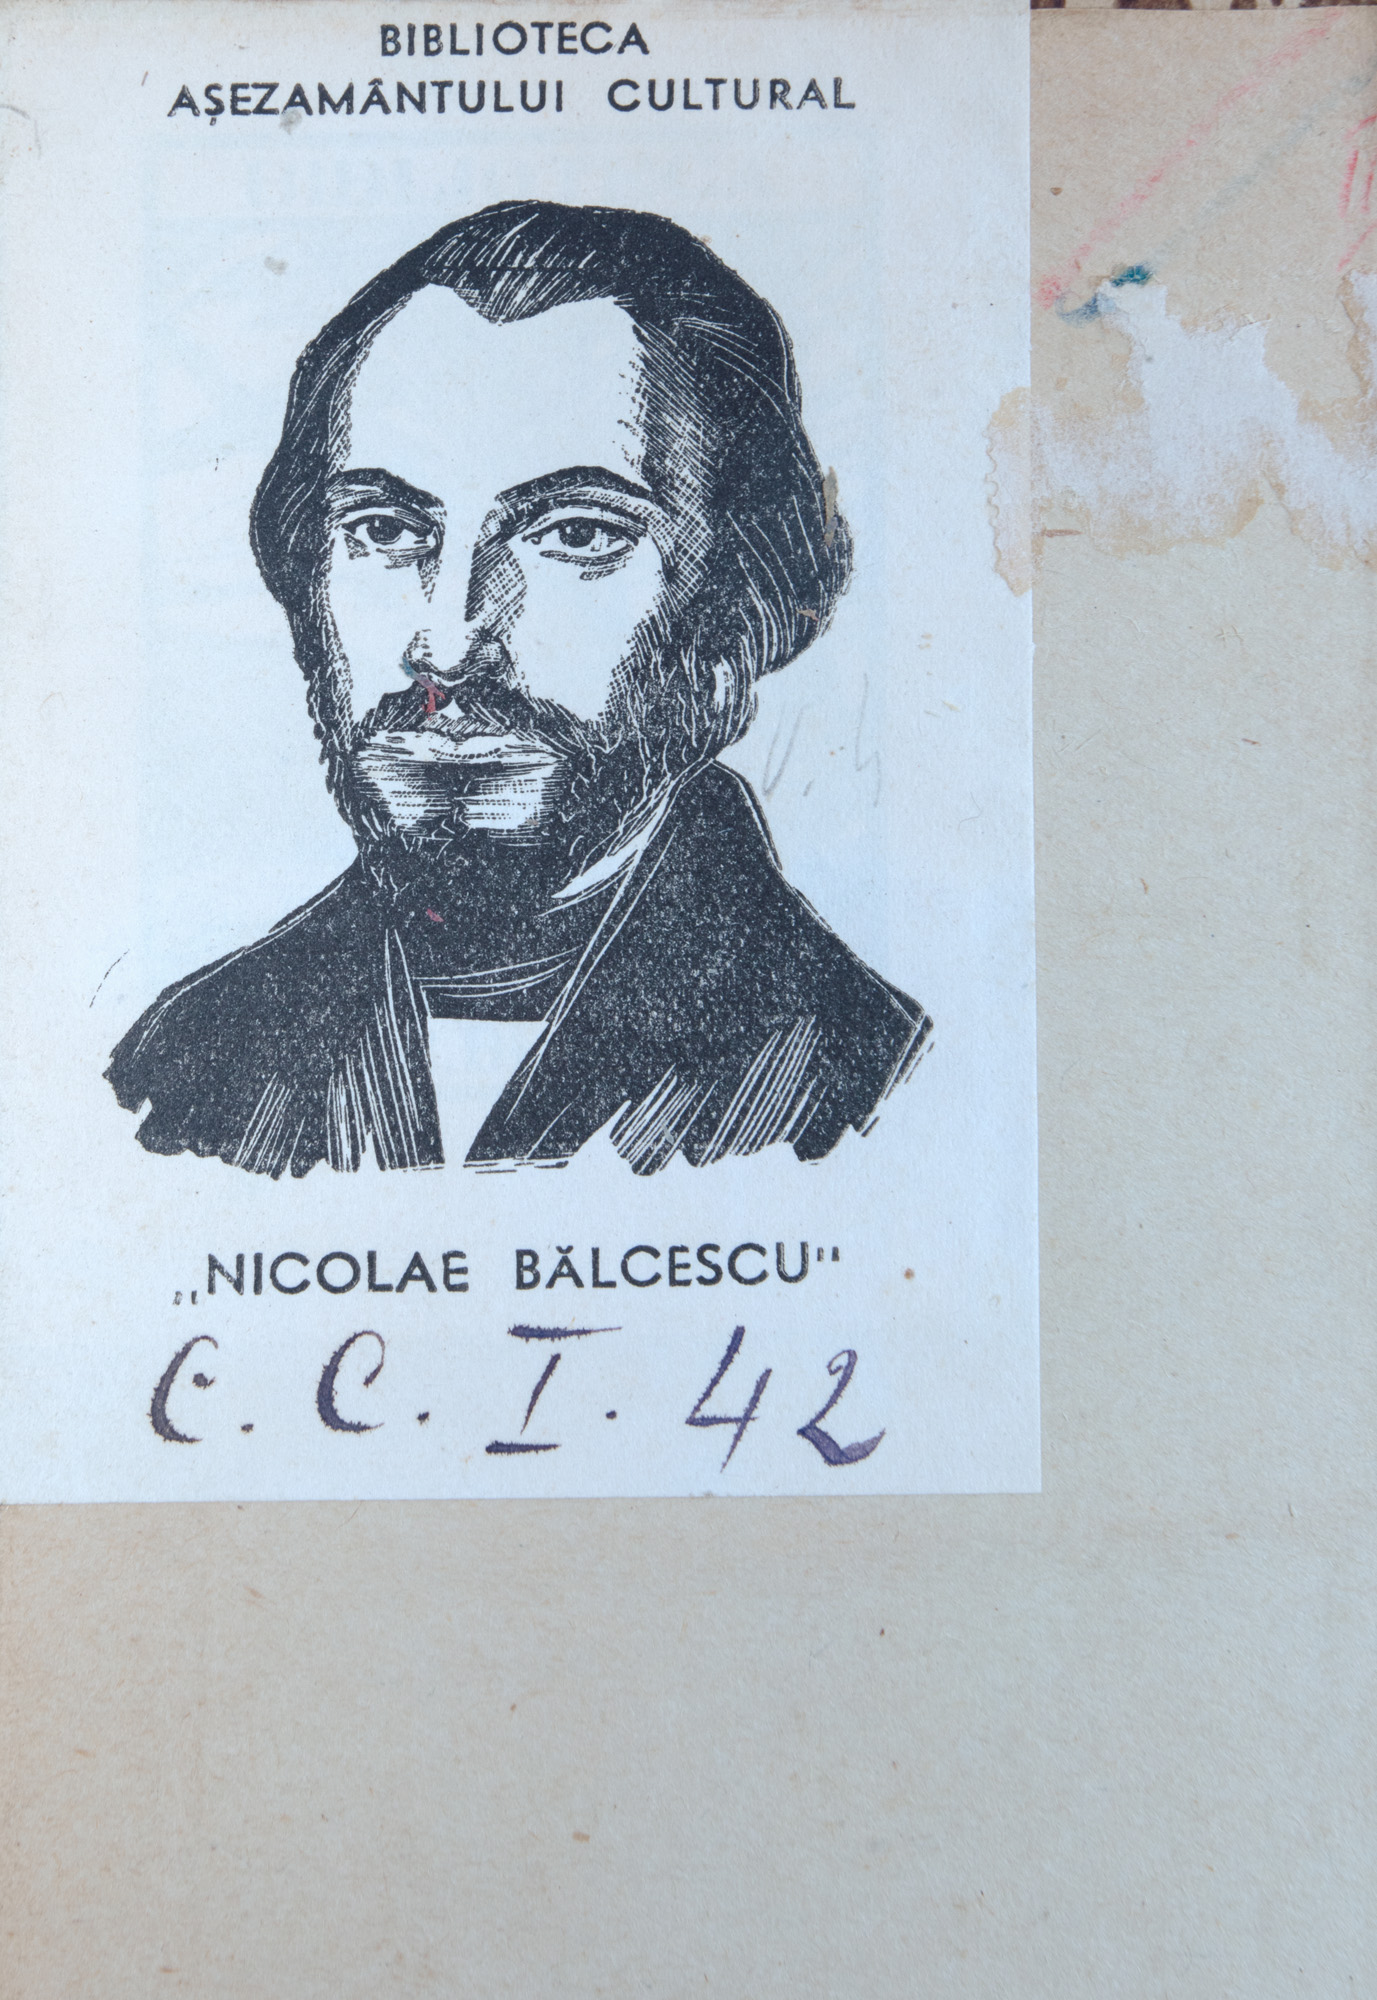 BIBLIOTECA
AȘEZAMÂNTULUI CULTURAL
„NICOLAE BĂLCESCU"
C. C. I. 42